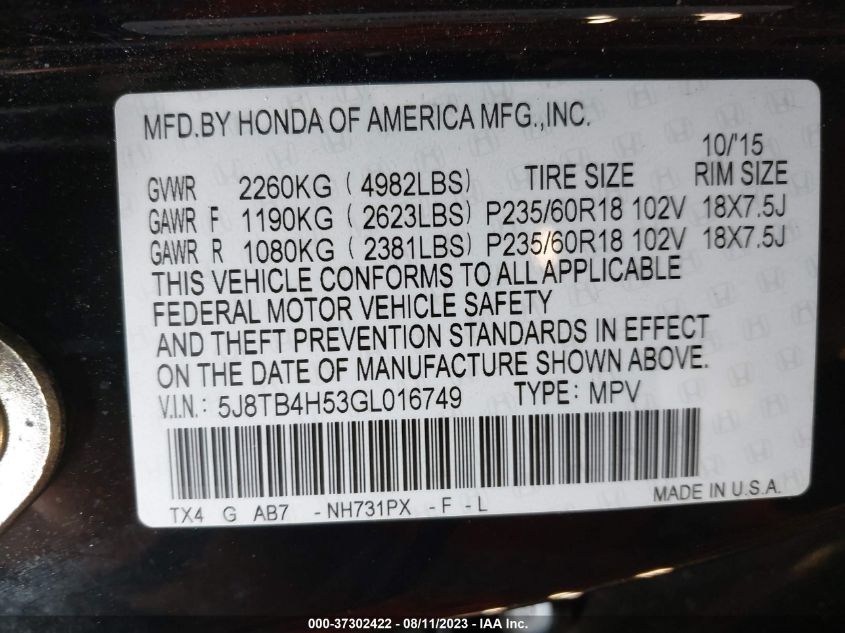 MFD.BY HONDA OF AMERICA MFG.,INC.
10/'15
GVWR 2260KG ( 4982LBS) TIRE SIZE RIM SIZE
GAWR F 1190KG ( 2623LBS) P235/60R18 102V 18X7.5J
GAWR R 1080KG ( 2381LBS) P235/60R18 102V 18X7.5J
THIS VEHICLE CONFORMS TO ALL APPLICABLE
FEDERAL MOTOR VEHICLE SAFETY
AND THEFT PREVENTION STANDARDS IN EFFECT
ON THE DATE OF MANUFACTURE SHOWN ABOVE.
V.I.N: 5J8TB4H53GL016749 TYPE: MPV
TX4 G AB7 -NH731PX -F -L MADE IN U.S.A.
000-37302422 - 08/11/2023 - IAA Inc.